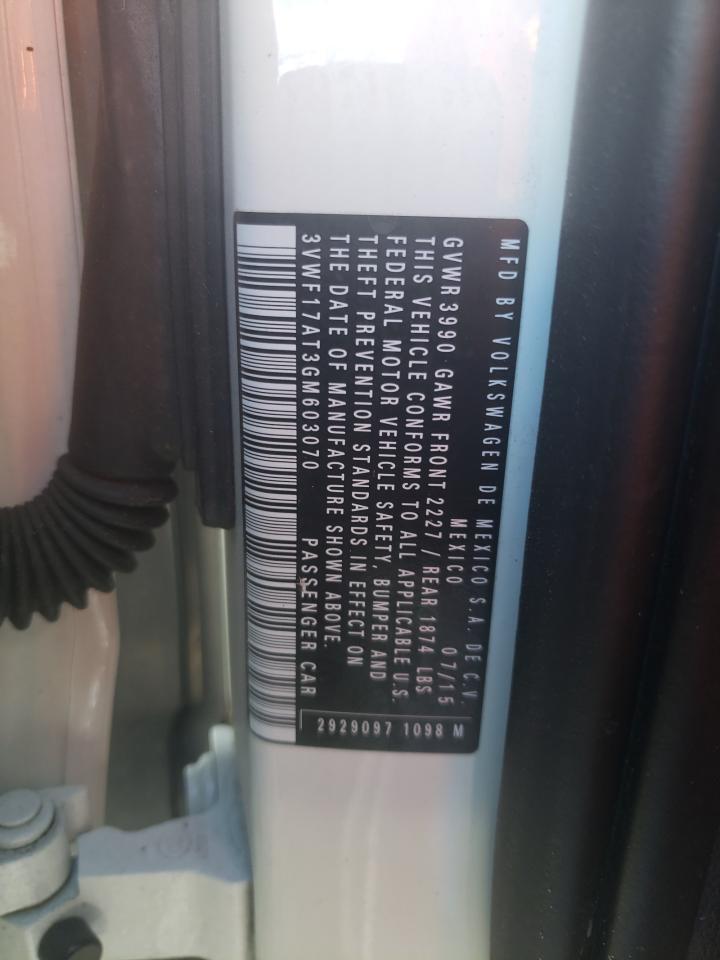 MFD BY VOLKSWAGEN DE MEXICO S.A. DE C.V.
MEXICO 07/15
GVWR 3990 GAWR FRONT 2227 / REAR 1874 LBS
THIS VEHICLE CONFORMS TO ALL APPLICABLE U.S.
FEDERAL MOTOR VEHICLE SAFETY, BUMPER AND
THEFT PREVENTION STANDARDS IN EFFECT ON
THE DATE OF MANUFACTURE SHOWN ABOVE.
3VWF17AT3GM603070 PASSENGER CAR
2929097 1098 M